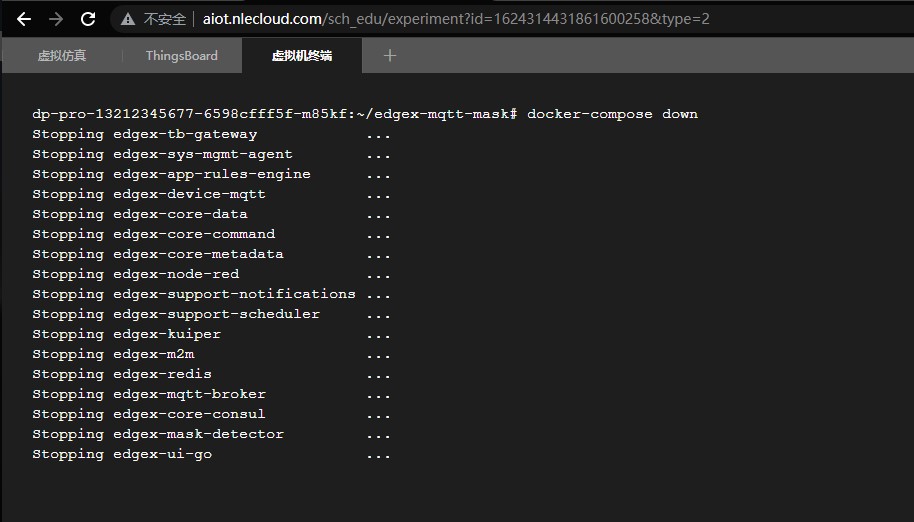 不安全 aiot.nlecloud.com/sch_edu/experiment?id=1624314431861600258&type=2
虚拟仿真 ThingsBoard 虚拟机终端 +
dp-pro-13212345677-6598cfff5f-m85kf:~/edgex-mqtt-mask# docker-compose down
Stopping edgex-tb-gateway ...
Stopping edgex-sys-mgmt-agent ...
Stopping edgex-app-rules-engine ...
Stopping edgex-device-mqtt ...
Stopping edgex-core-data ...
Stopping edgex-core-command ...
Stopping edgex-core-metadata ...
Stopping edgex-node-red ...
Stopping edgex-support-notifications ...
Stopping edgex-support-scheduler ...
Stopping edgex-kuiper ...
Stopping edgex-m2m ...
Stopping edgex-redis ...
Stopping edgex-mqtt-broker ...
Stopping edgex-core-consul ...
Stopping edgex-mask-detector ...
Stopping edgex-ui-go ...